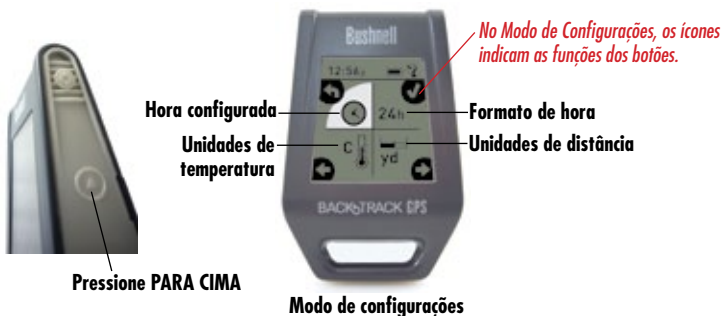 Bushnell
No Modo de Configurações, os ícones
indicam as funções dos botões.
12:56
Hora configurada
24h
Formato de hora
Unidades de
temperatura
C
yd
Unidades de distância
BACKTRACK GPS
Pressione PARA CIMA
Modo de configurações